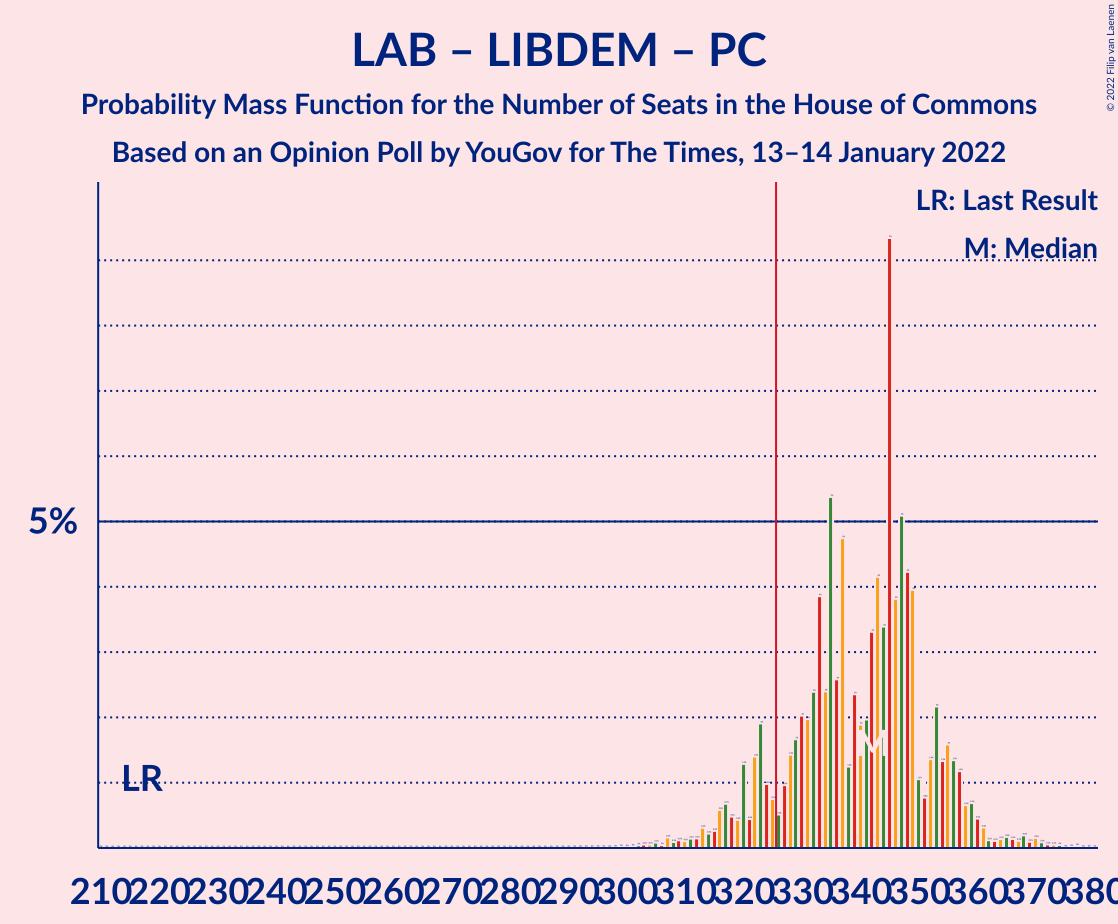 LAB – LIBDEM – PC
Probability Mass Function for the Number of Seats in the House of Commons
Based on an Opinion Poll by YouGov for The Times, 13–14 January 2022
© 2022 Filip van Laenen
LR: Last Result
M: Median
5%
LR
M
210 220 230 240 250 260 270 280 290 300 310 320 330 340 350 360 370 380